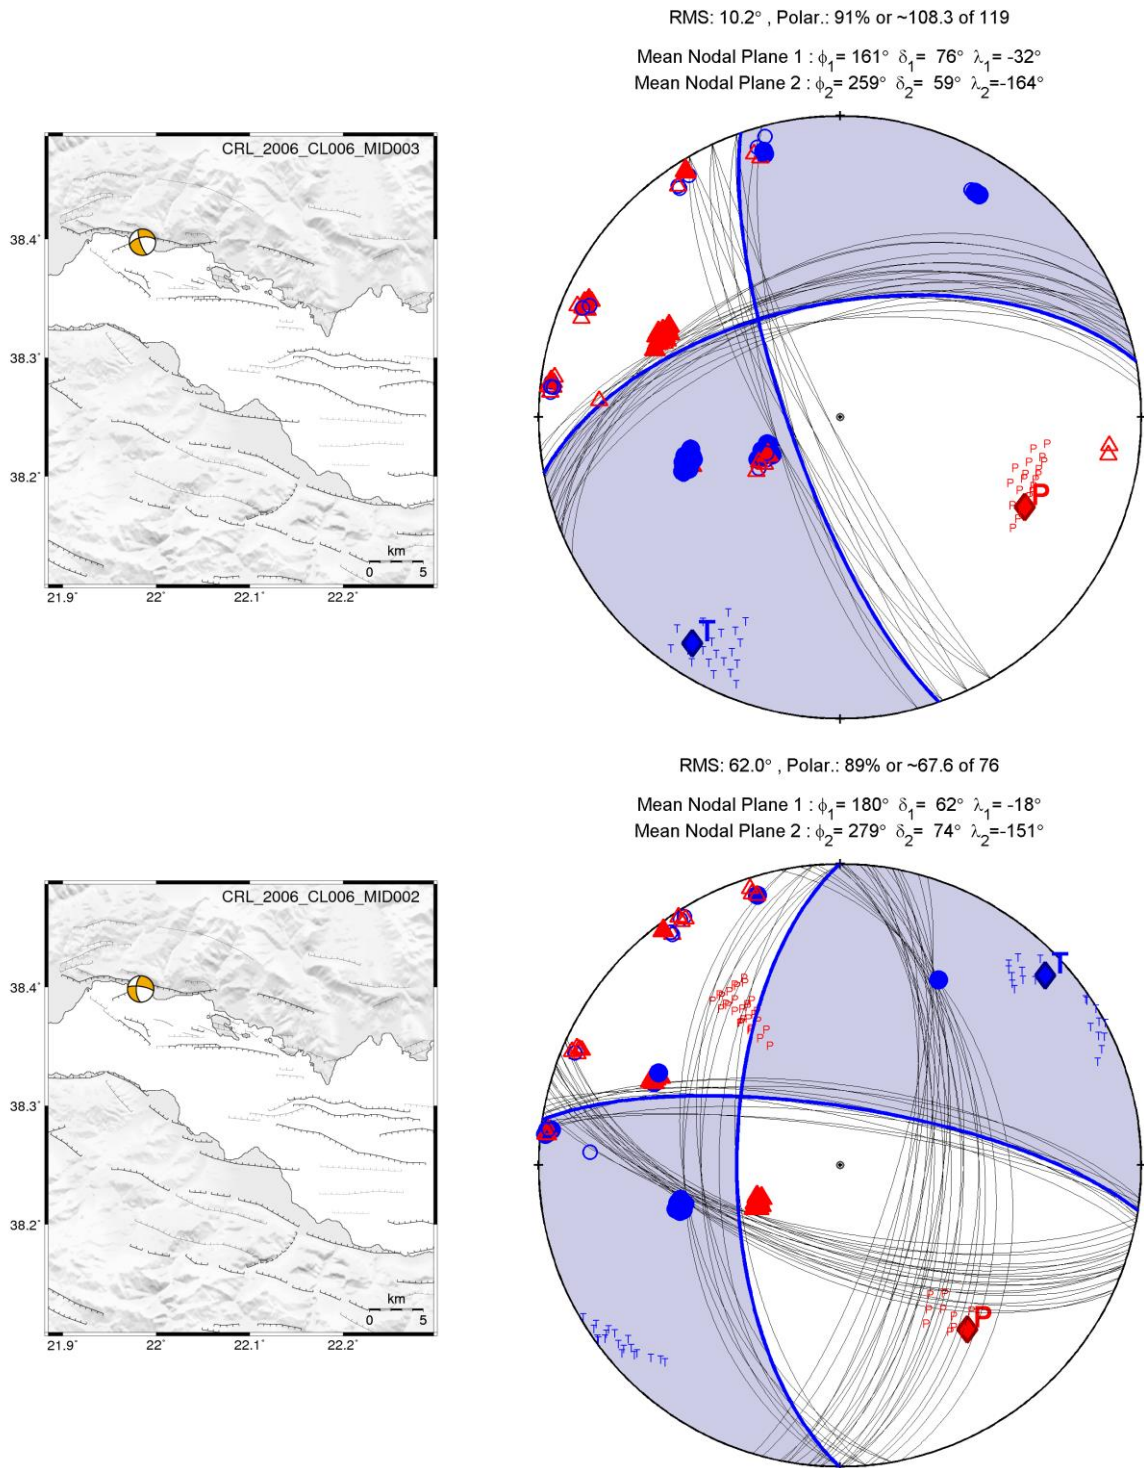 RMS: 10.2° , Polar.: 91% or ~108.3 of 119
Mean Nodal Plane 1 : ϕ1= 161° δ1= 76° λ1= -32°
Mean Nodal Plane 2 : ϕ2= 259° δ2= 59° λ2=-164°
CRL_2006_CL006_MID003
38.4°
38.3°
38.2°
km
0 5
21.9° 22° 22.1° 22.2°
P
T
RMS: 62.0° , Polar.: 89% or ~67.6 of 76
Mean Nodal Plane 1 : ϕ1= 180° δ1= 62° λ1= -18°
Mean Nodal Plane 2 : ϕ2= 279° δ2= 74° λ2=-151°
CRL_2006_CL006_MID002
38.4°
38.3°
38.2°
km
0 5
21.9° 22° 22.1° 22.2°
T
P